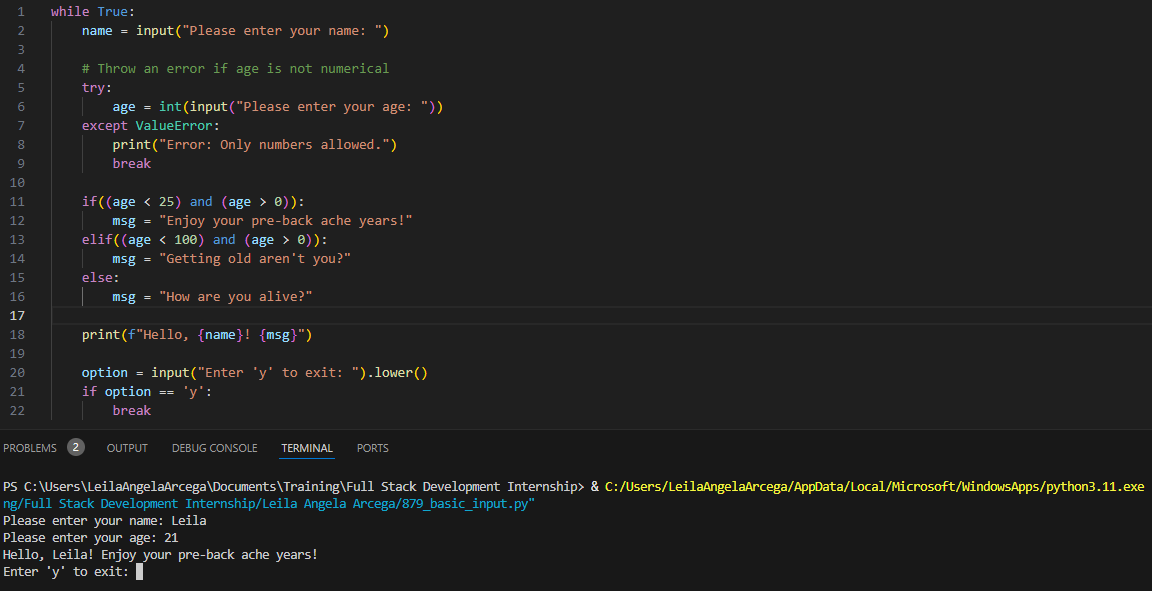 1 while True:
2     name = input("Please enter your name: ")
3
4     # Throw an error if age is not numerical
5     try:
6         age = int(input("Please enter your age: "))
7     except ValueError:
8         print("Error: Only numbers allowed.")
9         break
10
11     if((age < 25) and (age > 0)):
12         msg = "Enjoy your pre-back ache years!"
13     elif((age < 100) and (age > 0)):
14         msg = "Getting old aren't you?"
15     else:
16         msg = "How are you alive?"
17
18     print(f"Hello, {name}! {msg}")
19
20     option = input("Enter 'y' to exit: ").lower()
21     if option == 'y':
22         break
PROBLEMS 2 OUTPUT DEBUG CONSOLE TERMINAL PORTS
PS C:\Users\LeilaAngelaArcega\Documents\Training\Full Stack Development Internship> & C:/Users/LeilaAngelaArcega/AppData/Local/Microsoft/WindowsApps/python3.11.exe
ng/Full Stack Development Internship/Leila Angela Arcega/879_basic_input.py"
Please enter your name: Leila
Please enter your age: 21
Hello, Leila! Enjoy your pre-back ache years!
Enter 'y' to exit: